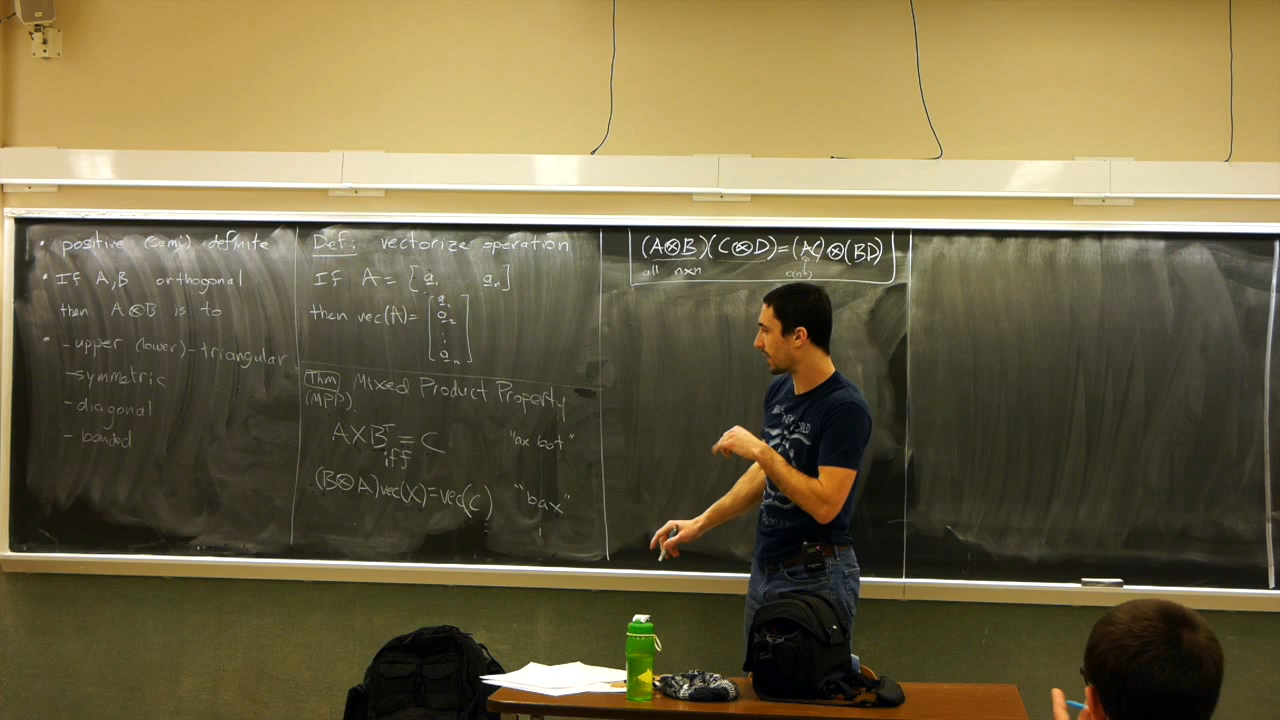 • positive (semi) definite
• If A,B orthogonal
then A⊗B is to
• - upper (lower)-triangular
- symmetric
- diagonal
- banded
Def: vectorize operation
If A = [a₁ aₙ]
then vec(A) = [a₁
a₂
⋮
aₙ]
Thm Mixed Product Property
(MPP)
AXBᵀ = C "ax bot"
iff
(B⊗A)vec(X) = vec(C) "bax"
(A⊗B)(C⊗D)=(AC)⊗(BD)
all n×n